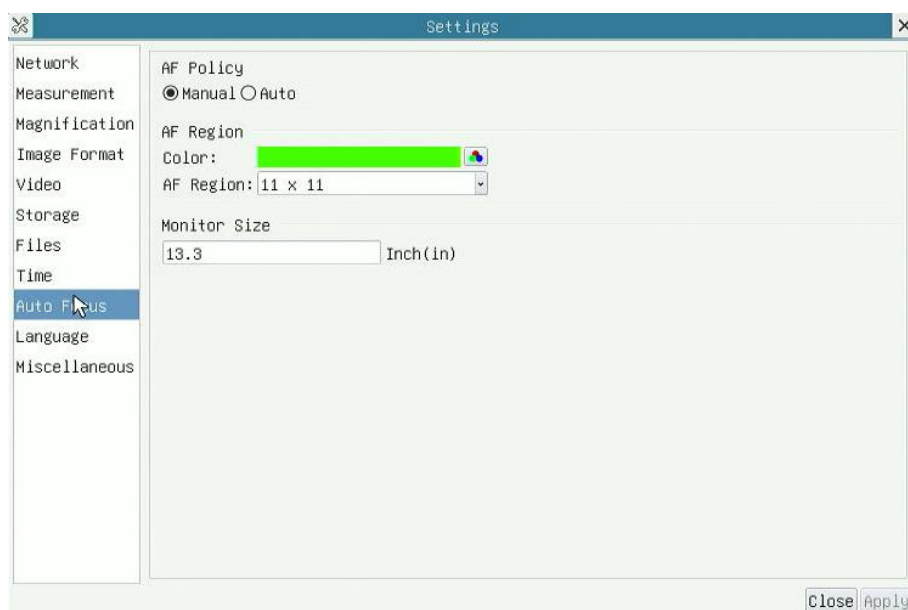 Settings
Network
Measurement
Magnification
Image Format
Video
Storage
Files
Time
Auto Focus
Language
Miscellaneous
AF Policy
Manual Auto
AF Region
Color:
AF Region: 11 x 11
Monitor Size
13.3 Inch(in)
Close Apply